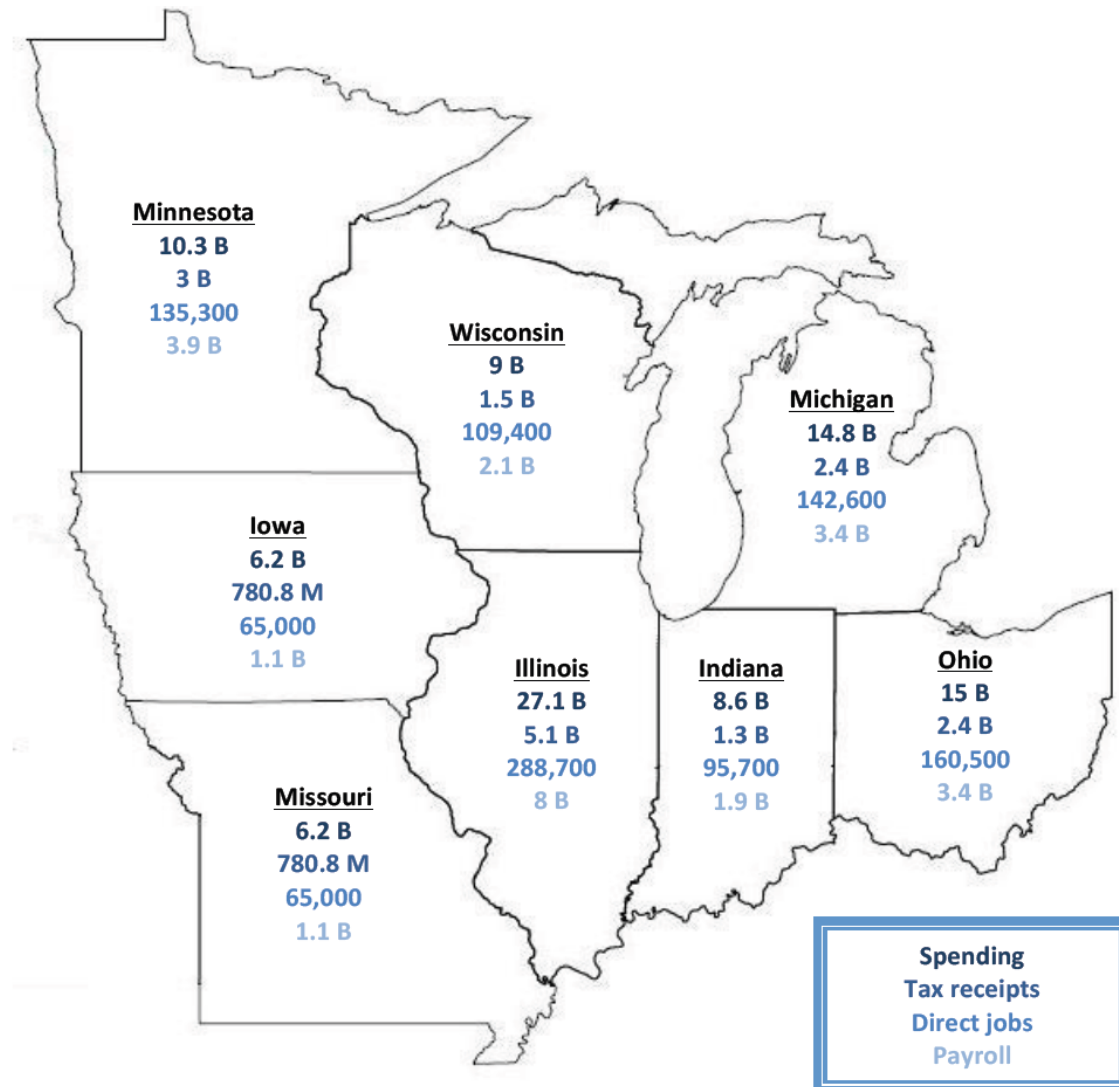 Minnesota
10.3 B
3 B
135,300
3.9 B
Wisconsin
9 B
1.5 B
109,400
2.1 B
Michigan
14.8 B
2.4 B
142,600
3.4 B
Iowa
6.2 B
780.8 M
65,000
1.1 B
Illinois
27.1 B
5.1 B
288,700
8 B
Indiana
8.6 B
1.3 B
95,700
1.9 B
Ohio
15 B
2.4 B
160,500
3.4 B
Missouri
6.2 B
780.8 M
65,000
1.1 B
Spending
Tax receipts
Direct jobs
Payroll